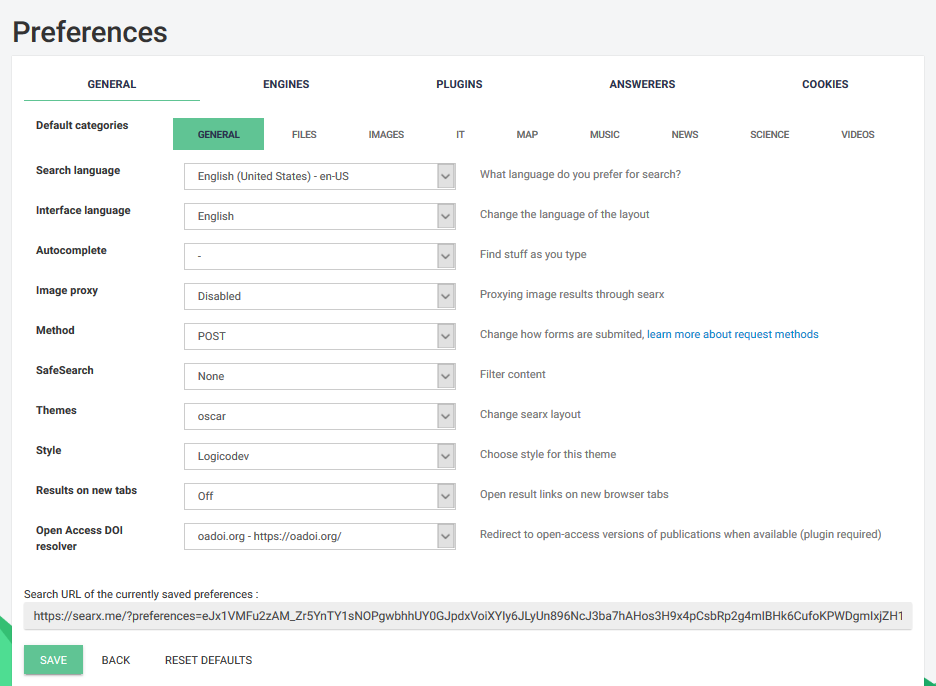 Preferences
GENERAL ENGINES PLUGINS ANSWERERS COOKIES
Default categories GENERAL FILES IMAGES IT MAP MUSIC NEWS SCIENCE VIDEOS
Search language English (United States) - en-US What language do you prefer for search?
Interface language English Change the language of the layout
Autocomplete - Find stuff as you type
Image proxy Disabled Proxying image results through searx
Method POST Change how forms are submited, learn more about request methods
SafeSearch None Filter content
Themes oscar Change searx layout
Style Logicodev Choose style for this theme
Results on new tabs Off Open result links on new browser tabs
Open Access DOI resolver oadoi.org - https://oadoi.org/ Redirect to open-access versions of publications when available (plugin required)
Search URL of the currently saved preferences :
https://searx.me/?preferences=eJx1VMFu2zAM_Zr5YnTY1sNOPgwbhhUY0GJpdxVoiXYIy6JLyUn896NcJ3ba7hAHos3H9x4pCsbRp2g4mIBHk6CufoKPWDgmIxjZH1
SAVE BACK RESET DEFAULTS